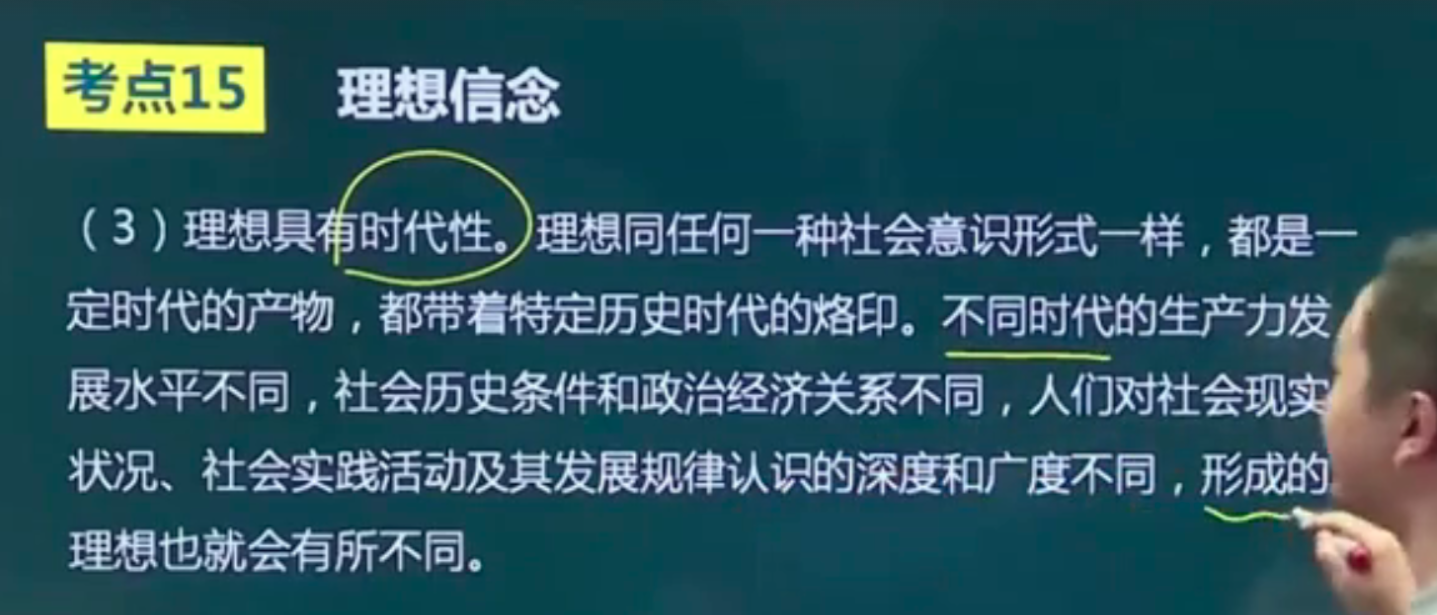 考点15 理想信念
（3）理想具有时代性。理想同任何一种社会意识形式一样，都是一
定时代的产物，都带着特定历史时代的烙印。不同时代的生产力发
展水平不同，社会历史条件和政治经济关系不同，人们对社会现实
状况、社会实践活动及其发展规律认识的深度和广度不同，形成的
理想也就会有所不同。